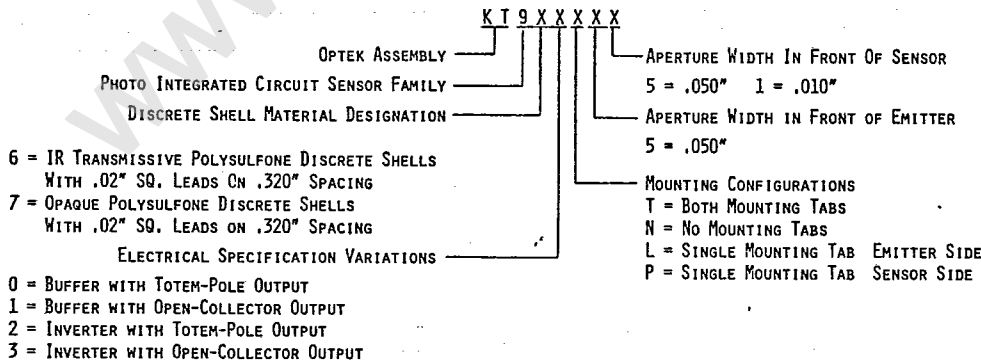 KT9XXXXX
OPTEK ASSEMBLY
PHOTO INTEGRATED CIRCUIT SENSOR FAMILY
DISCRETE SHELL MATERIAL DESIGNATION
6 = IR TRANSMISSIVE POLYSULFONE DISCRETE SHELLS
WITH .02" SQ. LEADS ON .320" SPACING
7 = OPAQUE POLYSULFONE DISCRETE SHELLS
WITH .02" SQ. LEADS ON .320" SPACING
ELECTRICAL SPECIFICATION VARIATIONS
0 = BUFFER WITH TOTEM-POLE OUTPUT
1 = BUFFER WITH OPEN-COLLECTOR OUTPUT
2 = INVERTER WITH TOTEM-POLE OUTPUT
3 = INVERTER WITH OPEN-COLLECTOR OUTPUT
APERTURE WIDTH IN FRONT OF SENSOR
5 = .050" 1 = .010"
APERTURE WIDTH IN FRONT OF EMITTER
5 = .050"
MOUNTING CONFIGURATIONS
T = BOTH MOUNTING TABS
N = NO MOUNTING TABS
L = SINGLE MOUNTING TAB EMITTER SIDE
P = SINGLE MOUNTING TAB SENSOR SIDE